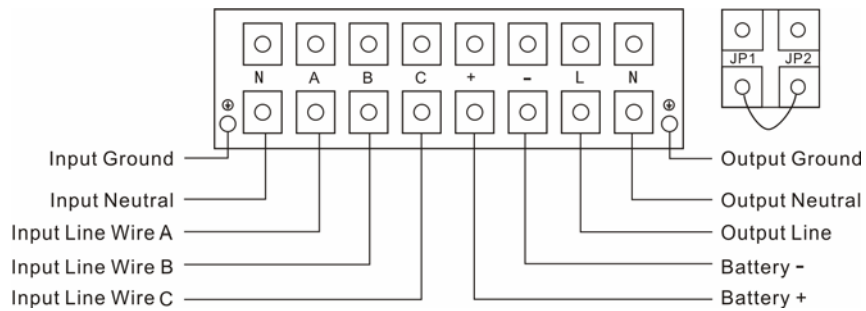 N A B C + - L N
JP1 JP2
Input Ground
Input Neutral
Input Line Wire A
Input Line Wire B
Input Line Wire C
Output Ground
Output Neutral
Output Line
Battery -
Battery +